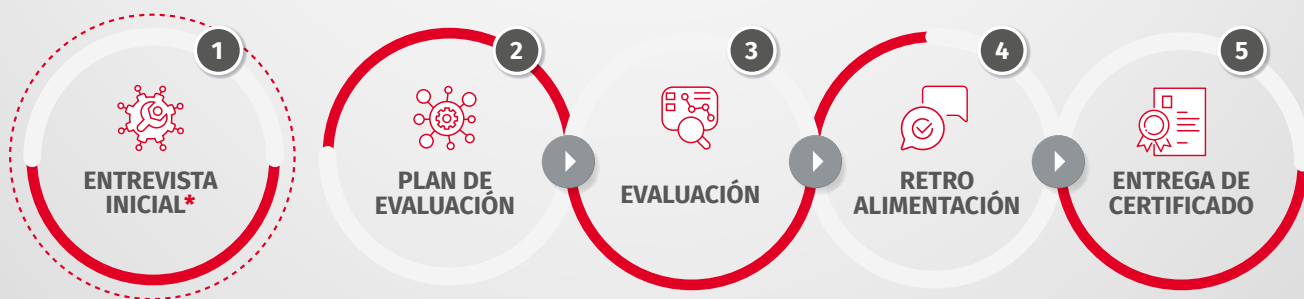 1
ENTREVISTA
INICIAL*
2
PLAN DE
EVALUACIÓN
3
EVALUACIÓN
4
RETRO
ALIMENTACIÓN
5
ENTREGA DE
CERTIFICADO